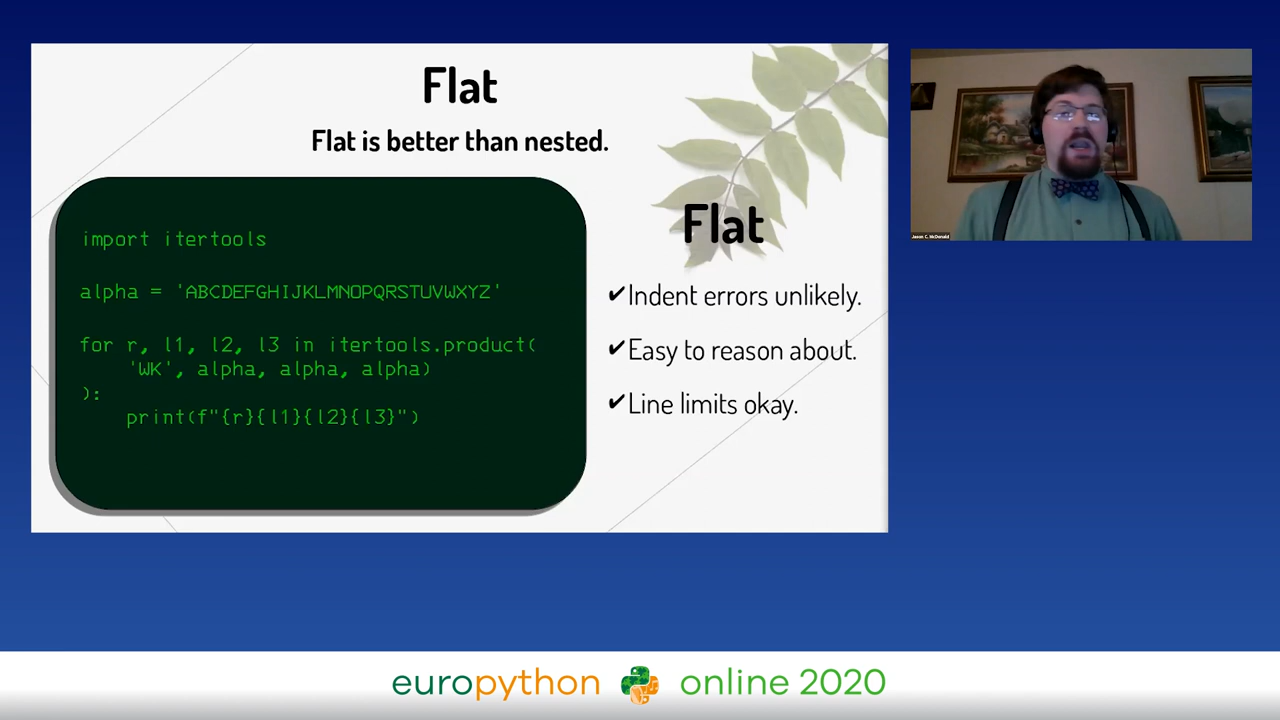 Flat
Flat is better than nested.
import itertools
alpha = 'ABCDEFGHIJKLMNOPQRSTUVWXYZ'
for r, l1, l2, l3 in itertools.product(
'WK', alpha, alpha, alpha)
):
print(f"{r}{l1}{l2}{l3}")
Flat
✔Indent errors unlikely.
✔Easy to reason about.
✔Line limits okay.
Jason C. McDonald
europython online 2020